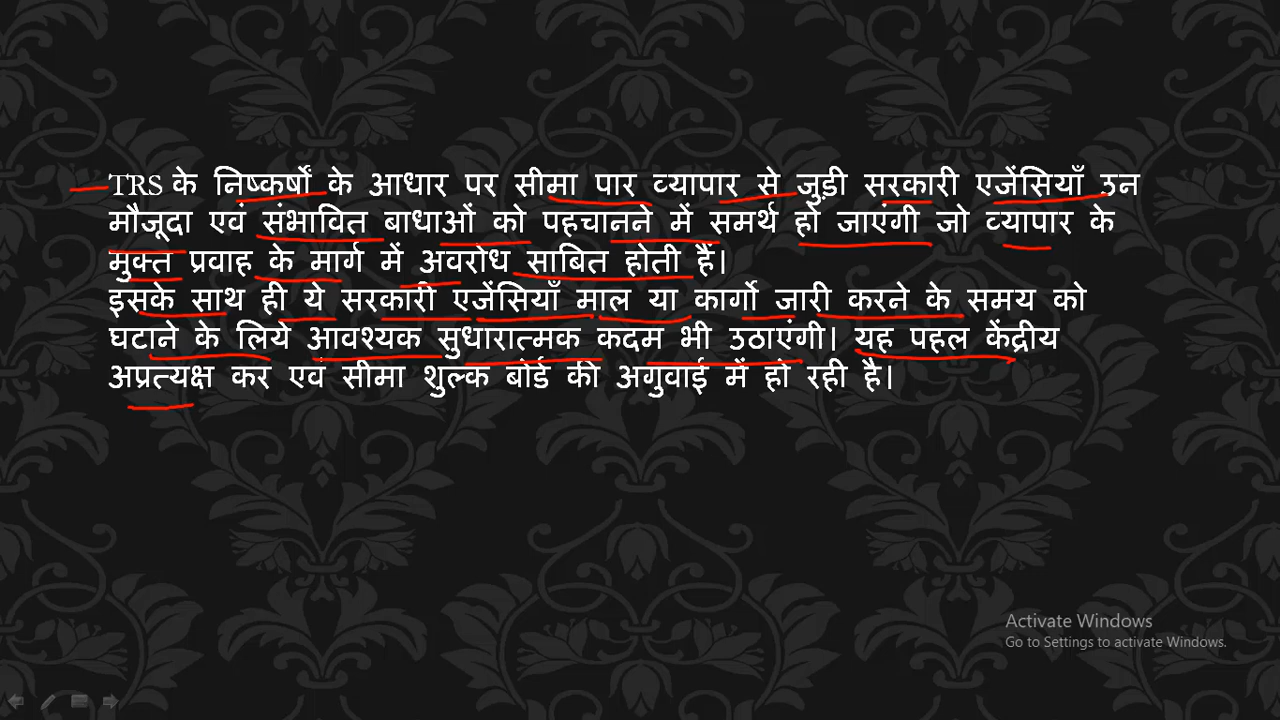 TRS के निष्कर्षों के आधार पर सीमा पार व्यापार से जुड़ी सरकारी एजेंसियाँ उन
मौजूदा एवं संभावित बाधाओं को पहचानने में समर्थ हो जाएंगी जो व्यापार के
मुक्त प्रवाह के मार्ग में अवरोध साबित होती हैं।
इसके साथ ही ये सरकारी एजेंसियाँ माल या कार्गो जारी करने के समय को
घटाने के लिये आवश्यक सुधारात्मक कदम भी उठाएंगी। यह पहल केंद्रीय
अप्रत्यक्ष कर एवं सीमा शुल्क बोर्ड की अगुवाई में हो रही है।
Activate Windows
Go to Settings to activate Windows.